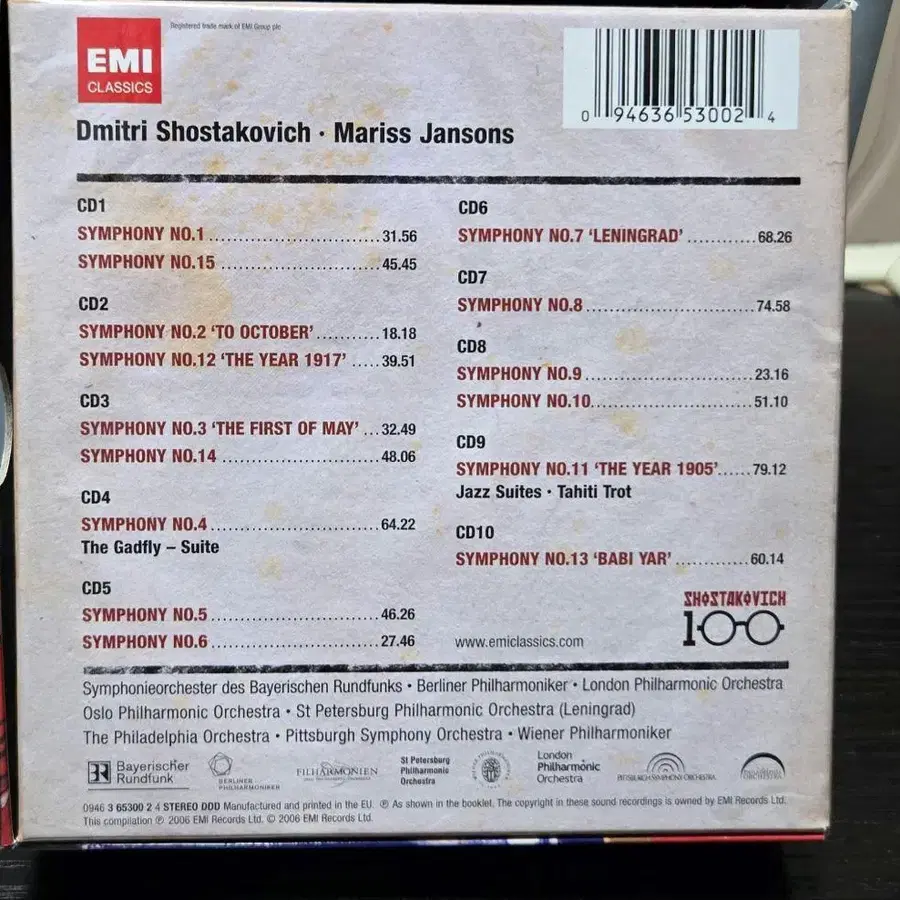 Registered trade mark of EMI Group plc
EMI
CLASSICS
0 94636 53002 4
Dmitri Shostakovich · Mariss Jansons
CD1
SYMPHONY NO.1 ................................ 31.56
SYMPHONY NO.15 ............................. 45.45
CD2
SYMPHONY NO.2 ‘TO OCTOBER’ ............ 18.18
SYMPHONY NO.12 ‘THE YEAR 1917’ ..... 39.51
CD3
SYMPHONY NO.3 ‘THE FIRST OF MAY’ ... 32.49
SYMPHONY NO.14 ............................. 48.06
CD4
SYMPHONY NO.4 ............................... 64.22
The Gadfly – Suite
CD5
SYMPHONY NO.5 ............................... 46.26
SYMPHONY NO.6 ............................... 27.46
CD6
SYMPHONY NO.7 ‘LENINGRAD’ ............ 68.26
CD7
SYMPHONY NO.8 ............................... 74.58
CD8
SYMPHONY NO.9 ............................... 23.16
SYMPHONY NO.10 ............................. 51.10
CD9
SYMPHONY NO.11 ‘THE YEAR 1905’ ...... 79.12
Jazz Suites · Tahiti Trot
CD10
SYMPHONY NO.13 ‘BABI YAR’ ............. 60.14
SHOSTAKOVICH
100
www.emiclassics.com
Symphonieorchester des Bayerischen Rundfunks · Berliner Philharmoniker · London Philharmonic Orchestra
Oslo Philharmonic Orchestra · St Petersburg Philharmonic Orchestra (Leningrad)
The Philadelphia Orchestra · Pittsburgh Symphony Orchestra · Wiener Philharmoniker
Bayerischer
Rundfunk
BERLINER
PHILHARMONIKER
FILHARMONIEN
St Petersburg
Philharmonic
Orchestra
London
Philharmonic
Orchestra
PITTSBURGH SYMPHONY ORCHESTRA
0946 3 65300 2 4 STEREO DDD Manufactured and printed in the EU. ℗ As shown in the booklet. The copyright in these sound recordings is owned by EMI Records Ltd.
This compilation ℗ 2006 EMI Records Ltd. © 2006 EMI Records Ltd.